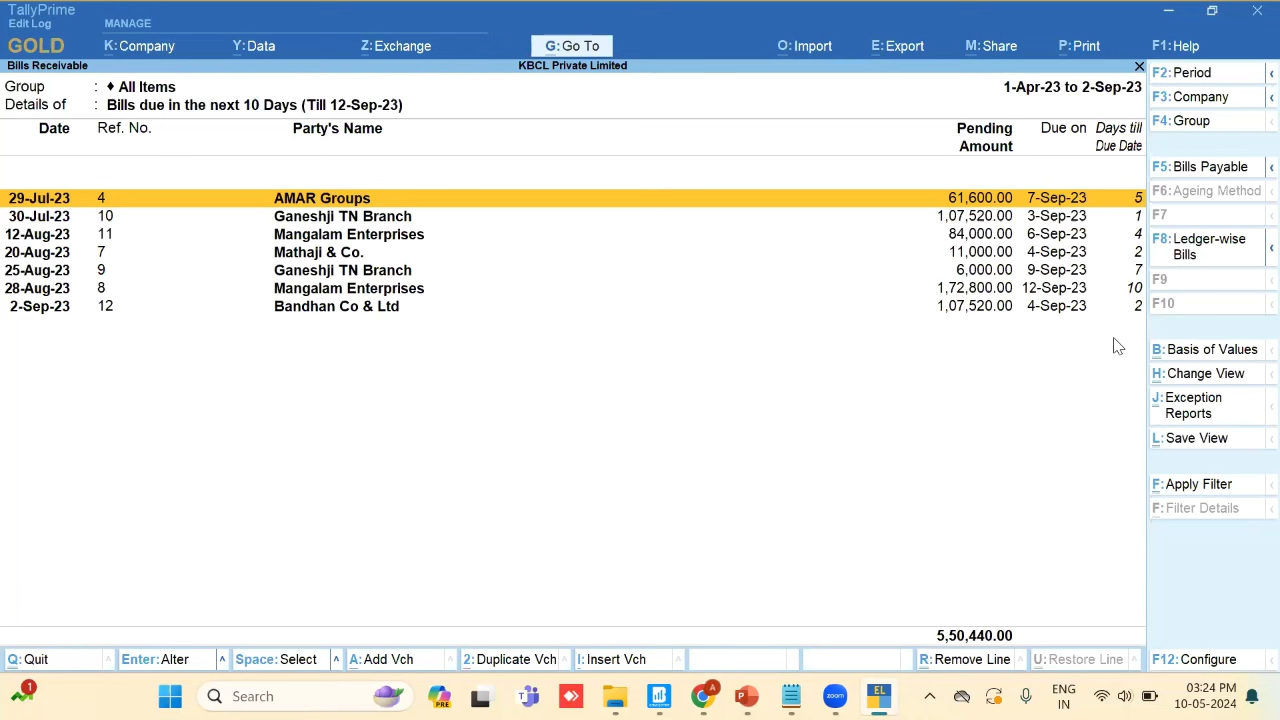 TallyPrime
Edit Log
MANAGE
GOLD
K:Company
Y:Data
Z:Exchange
G:Go To
O:Import
E:Export
M:Share
P:Print
F1:Help
Bills Receivable
KBCL Private Limited
Group : ♦ All Items
1-Apr-23 to 2-Sep-23
Details of : Bills due in the next 10 Days (Till 12-Sep-23)
Date Ref. No. Party's Name Pending Amount Due on Days till Due Date
29-Jul-23 4 AMAR Groups 61,600.00 7-Sep-23 5
30-Jul-23 10 Ganeshji TN Branch 1,07,520.00 3-Sep-23 1
12-Aug-23 11 Mangalam Enterprises 84,000.00 6-Sep-23 4
20-Aug-23 7 Mathaji & Co. 11,000.00 4-Sep-23 2
25-Aug-23 9 Ganeshji TN Branch 6,000.00 9-Sep-23 7
28-Aug-23 8 Mangalam Enterprises 1,72,800.00 12-Sep-23 10
2-Sep-23 12 Bandhan Co & Ltd 1,07,520.00 4-Sep-23 2
5,50,440.00
F2:Period
F3:Company
F4:Group
F5:Bills Payable
F6:Ageing Method
F7
F8:Ledger-wise
Bills
F9
F10
B:Basis of Values
H:Change View
J:Exception
Reports
L:Save View
F:Apply Filter
F:Filter Details
F12:Configure
Q:Quit
Enter:Alter
Space:Select
A:Add Vch
2:Duplicate Vch
I:Insert Vch
R:Remove Line
U:Restore Line
1
Search
PRE
A
zoom
EL
ENG
IN
03:24 PM
10-05-2024